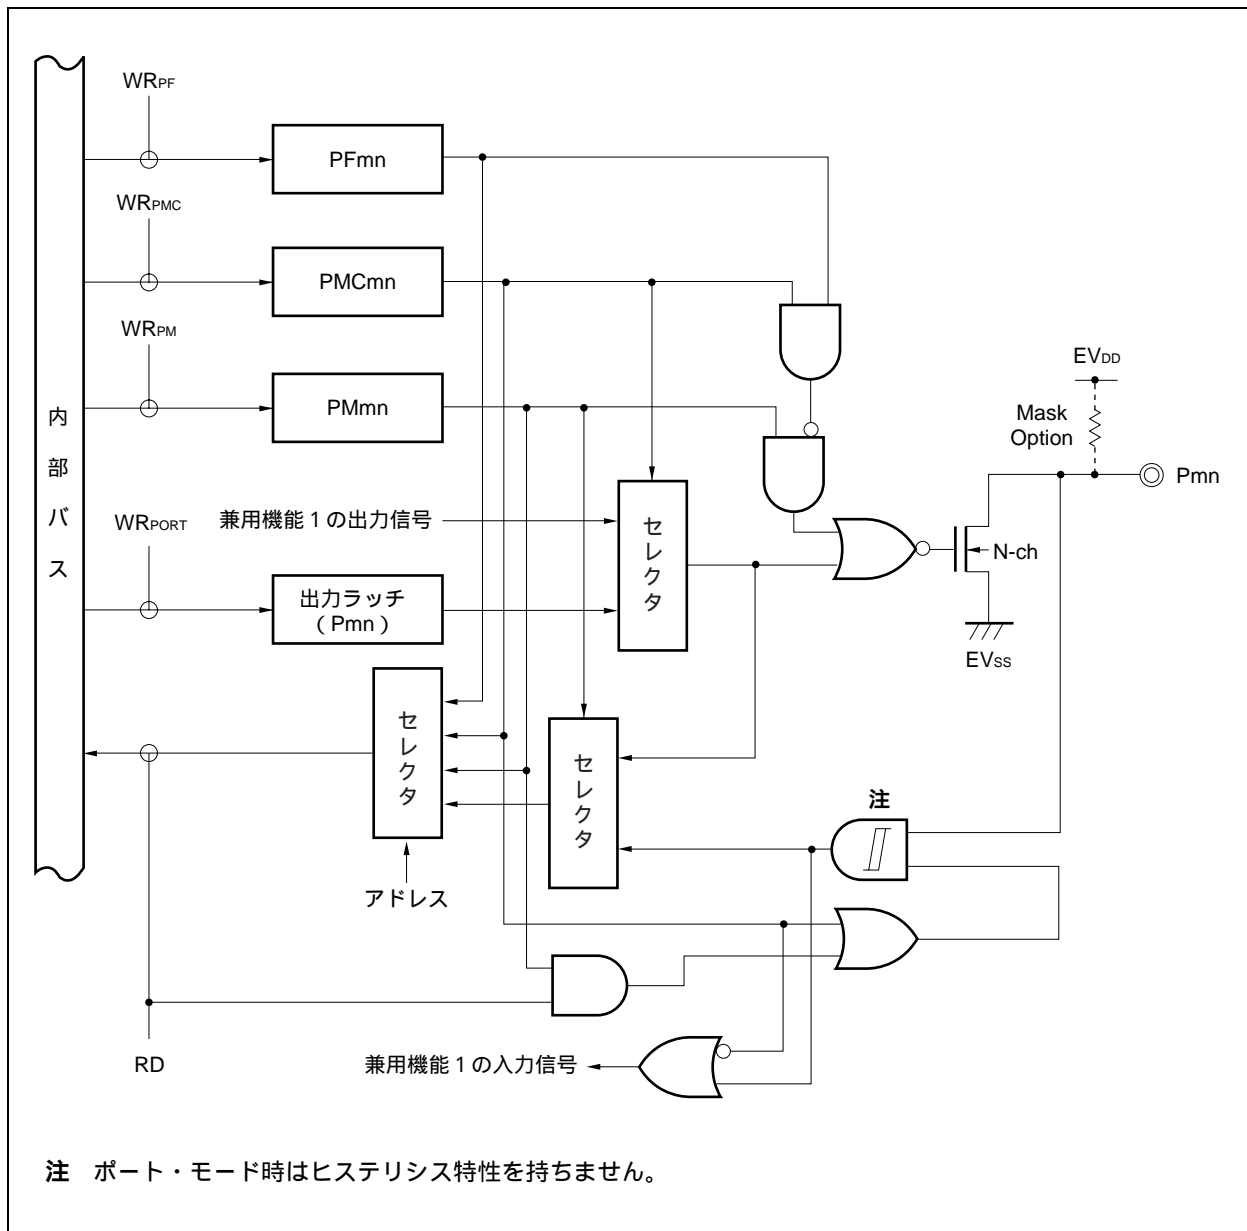 WRPF
PFmn
WRPMC
PMCmn
WRPM
PMmn
内部バス
EVDD
Mask
Option
Pmn
WRPORT
兼用機能1の出力信号
セレクタ
N-ch
出力ラッチ
(Pmn)
EVSS
セレクタ
セレクタ
注
アドレス
RD
兼用機能1の入力信号
注 ポート・モード時はヒステリシス特性を持ちません。